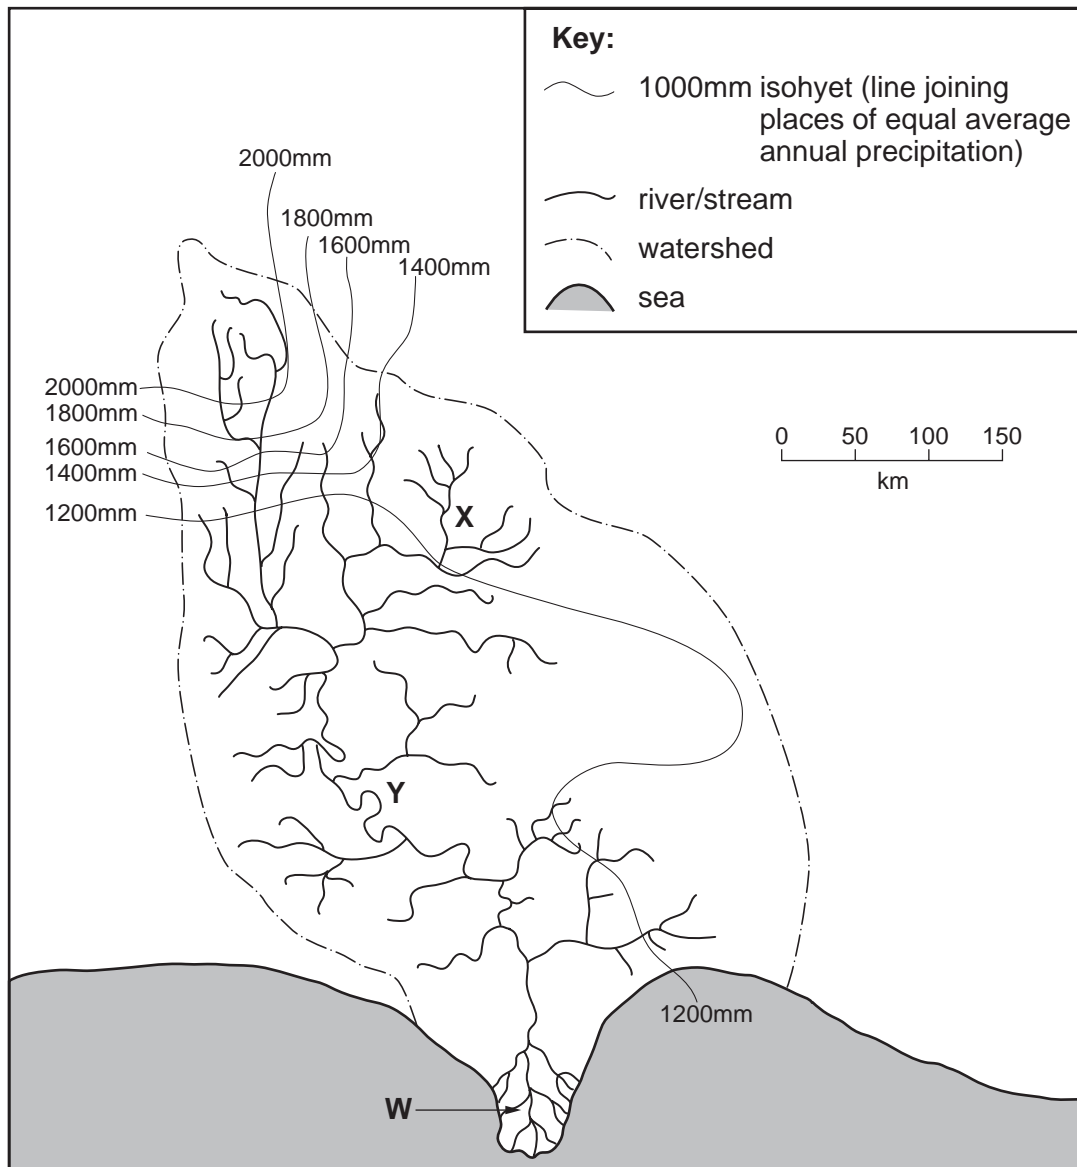 Key:
1000mm isohyet (line joining
places of equal average
annual precipitation)
river/stream
watershed
sea
2000mm
1800mm
1600mm
1400mm
2000mm
1800mm
1600mm
1400mm
1200mm
0 50 100 150
km
X
Y
1200mm
W